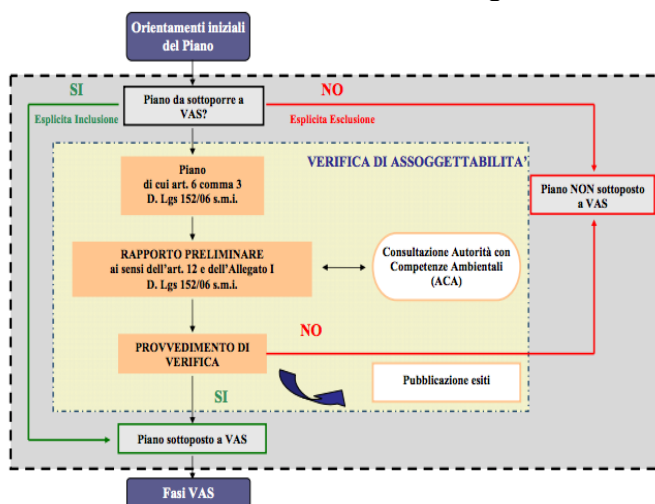 Orientamenti iniziali
del Piano
SI
NO
Piano da sottoporre a
VAS?
Esplicita Inclusione
Esplicita Esclusione
VERIFICA DI ASSOGGETTABILITA'
Piano
di cui art. 6 comma 3
D. Lgs 152/06 s.m.i.
Piano NON sottoposto
a VAS
RAPPORTO PRELIMINARE
ai sensi dell'art. 12 e dell'Allegato I
D. Lgs 152/06 s.m.i.
Consultazione Autorità con
Competenze Ambientali
(ACA)
NO
PROVVEDIMENTO DI
VERIFICA
Pubblicazione esiti
SI
Piano sottoposto a VAS
Fasi VAS